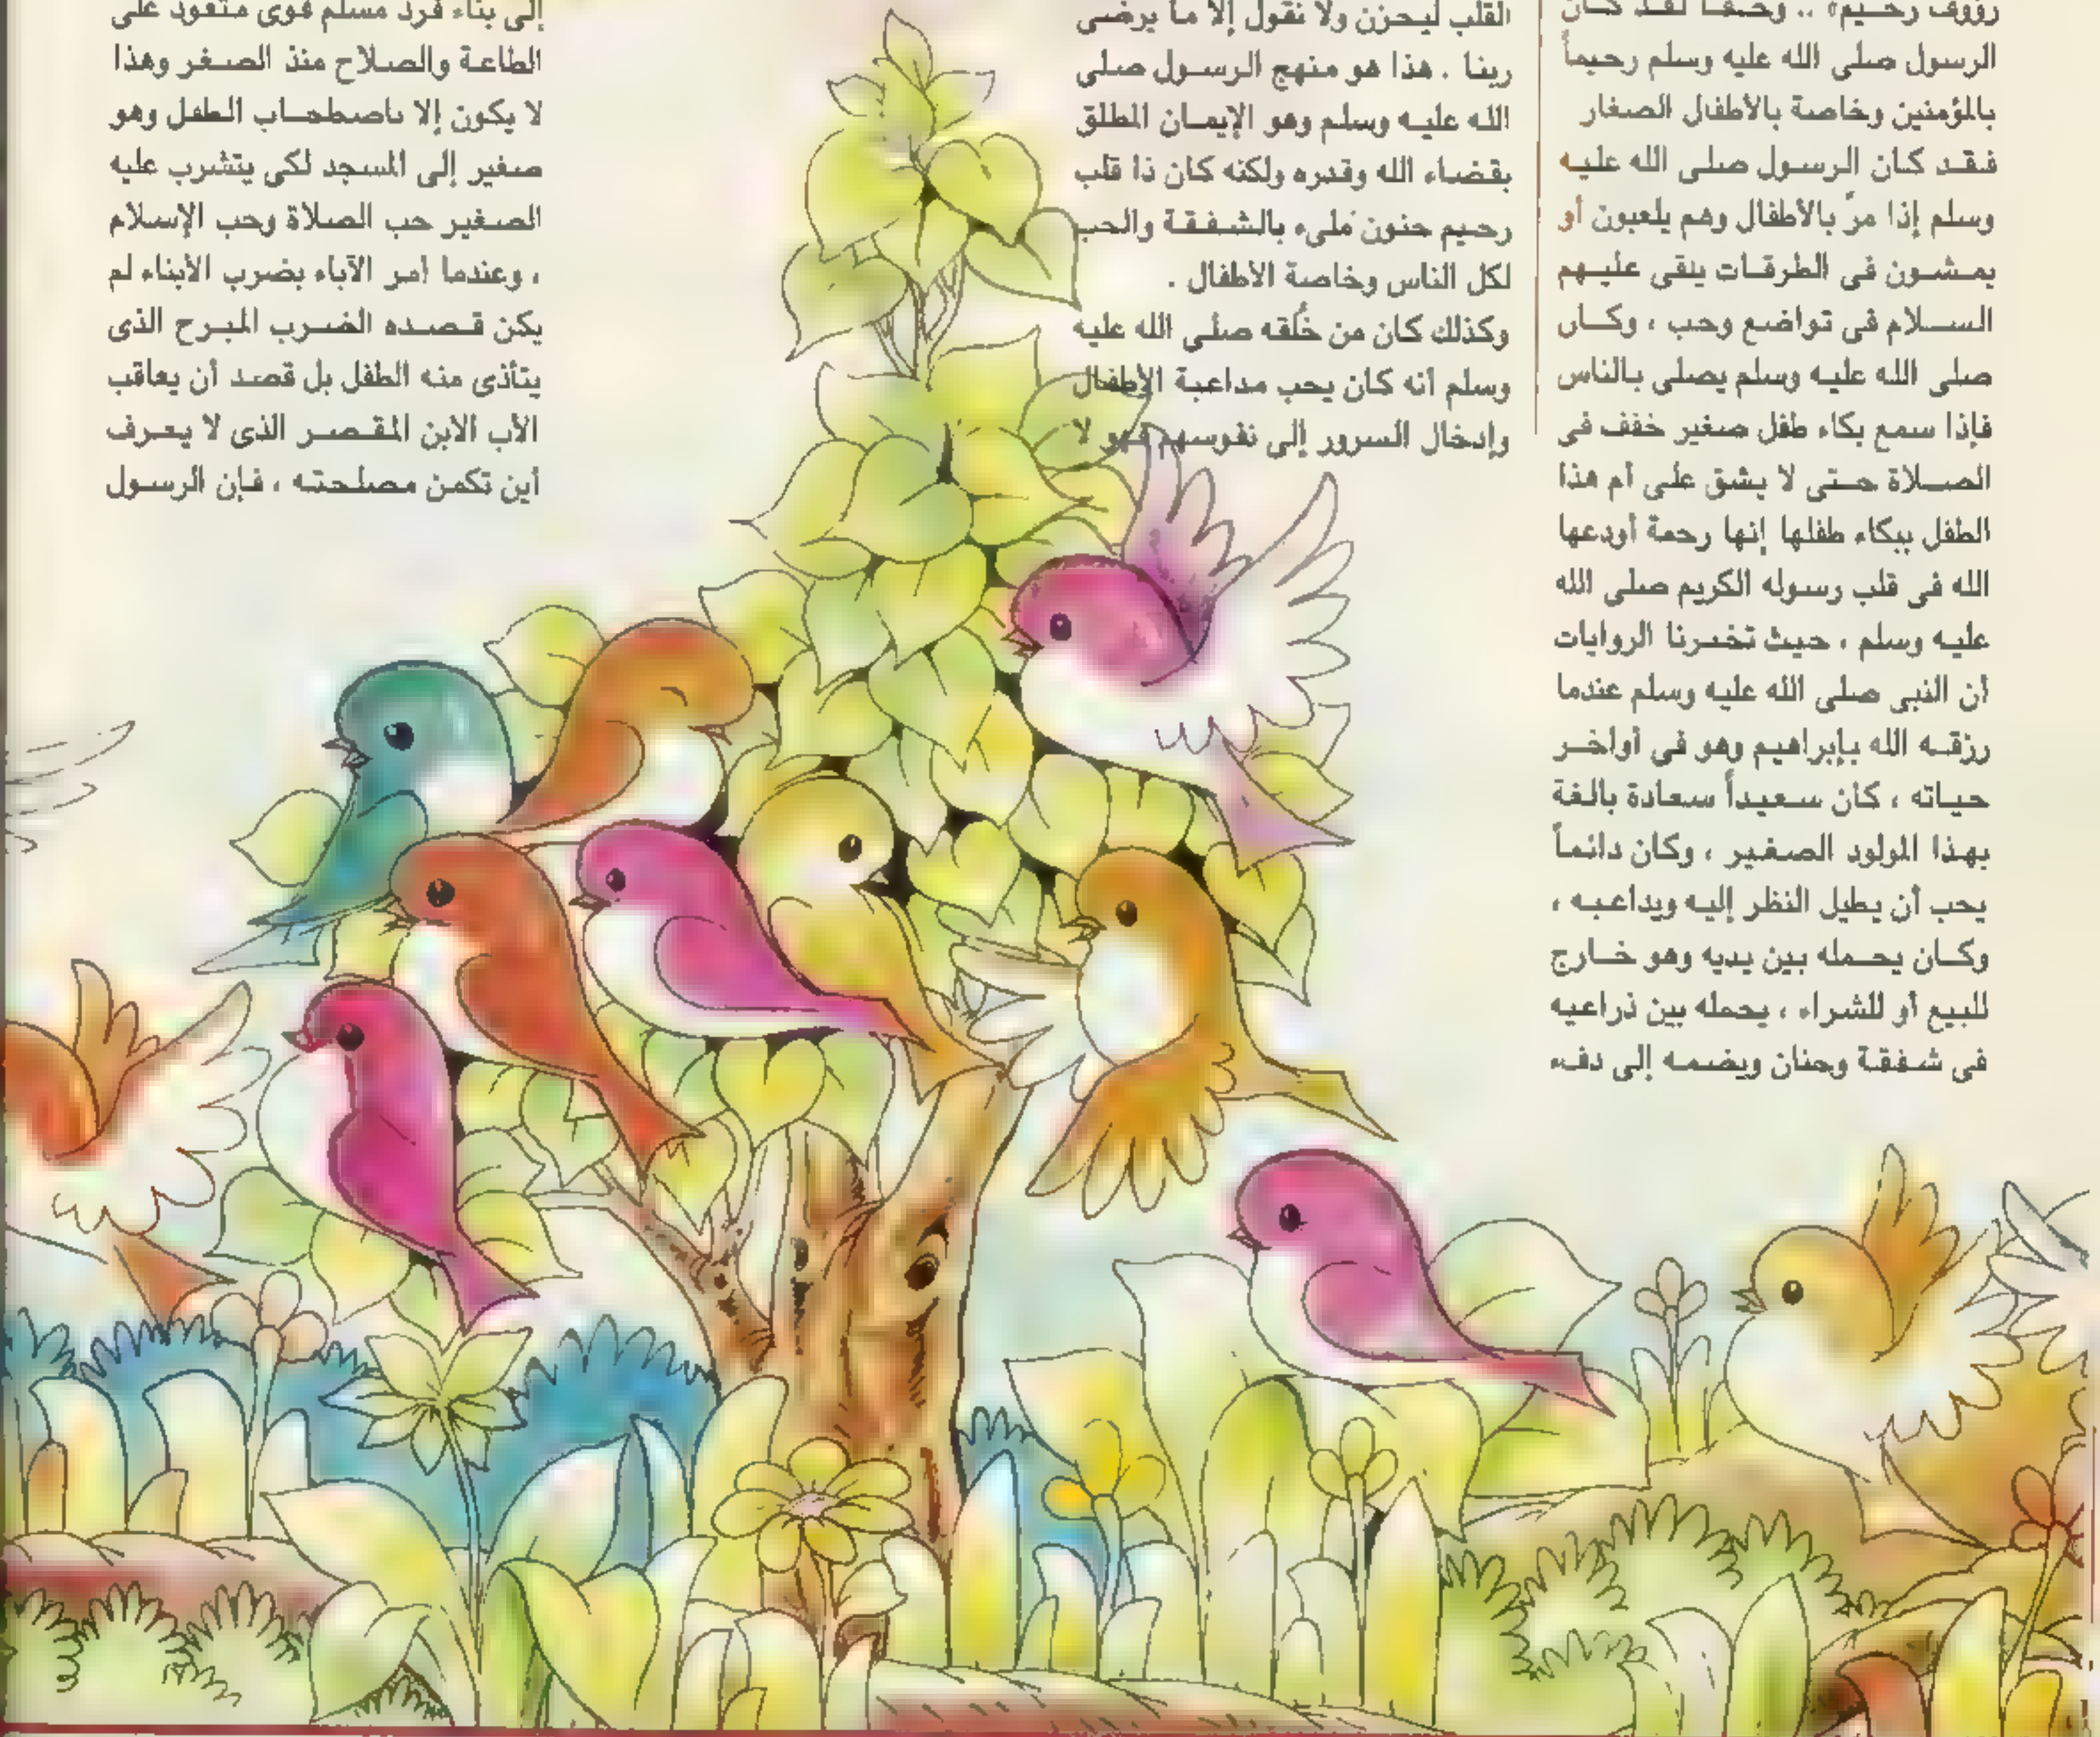 رؤوف رحيم» .. وحقاً لقد كان
الرسول صلى الله عليه وسلم رحيماً
بالمؤمنين وخاصة بالأطفال الصغار
فقد كان الرسول صلى الله عليه
وسلم إذا مرّ بالأطفال وهم يلعبون أو
يمشون فى الطرقات يلقى عليهم
السلام فى تواضع وحب ، وكان
صلى الله عليه وسلم يصلى بالناس
فإذا سمع بكاء طفل صغير خفف فى
الصلاة حتى لا يشق على أم هذا
الطفل ببكاء طفلها إنها رحمة أودعها
الله فى قلب رسوله الكريم صلى الله
عليه وسلم ، حيث تخبرنا الروايات
أن النبى صلى الله عليه وسلم عندما
رزقه الله بإبراهيم وهو فى أواخر
حياته ، كان سعيداً سعادة بالغة
بهذا المولود الصغير ، وكان دائماً
يحب أن يطيل النظر إليه ويداعبه ،
وكان يحمله بين يديه وهو خارج
للبيع أو للشراء ، يحمله بين ذراعيه
فى شفقة وحنان ويضمه إلى دفء
القلب ليحزن ولا نقول إلا ما يرضى
ربنا . هذا هو منهج الرسول صلى
الله عليه وسلم وهو الإيمان المطلق
بقضاء الله وقدره ولكنه كان ذا قلب
رحيم حنون ملىء بالشفقة والحب
لكل الناس وخاصة الأطفال .
وكذلك كان من خُلقه صلى الله عليه
وسلم أنه كان يحب مداعبة الأطفال
وإدخال السرور إلى نفوسهم فهو لا
إلى بناء فرد مسلم قوى متعود على
الطاعة والصلاح منذ الصغر وهذا
لا يكون إلا باصطحاب الطفل وهو
صغير إلى المسجد لكى يتشرب عليه
الصغير حب الصلاة وحب الإسلام
، وعندما أمر الآباء بضرب الأبناء لم
يكن قصده الضرب المبرح الذى
يتأذى منه الطفل بل قصد أن يعاقب
الأب الابن المقصر الذى لا يعرف
أين تكمن مصلحته ، فإن الرسول